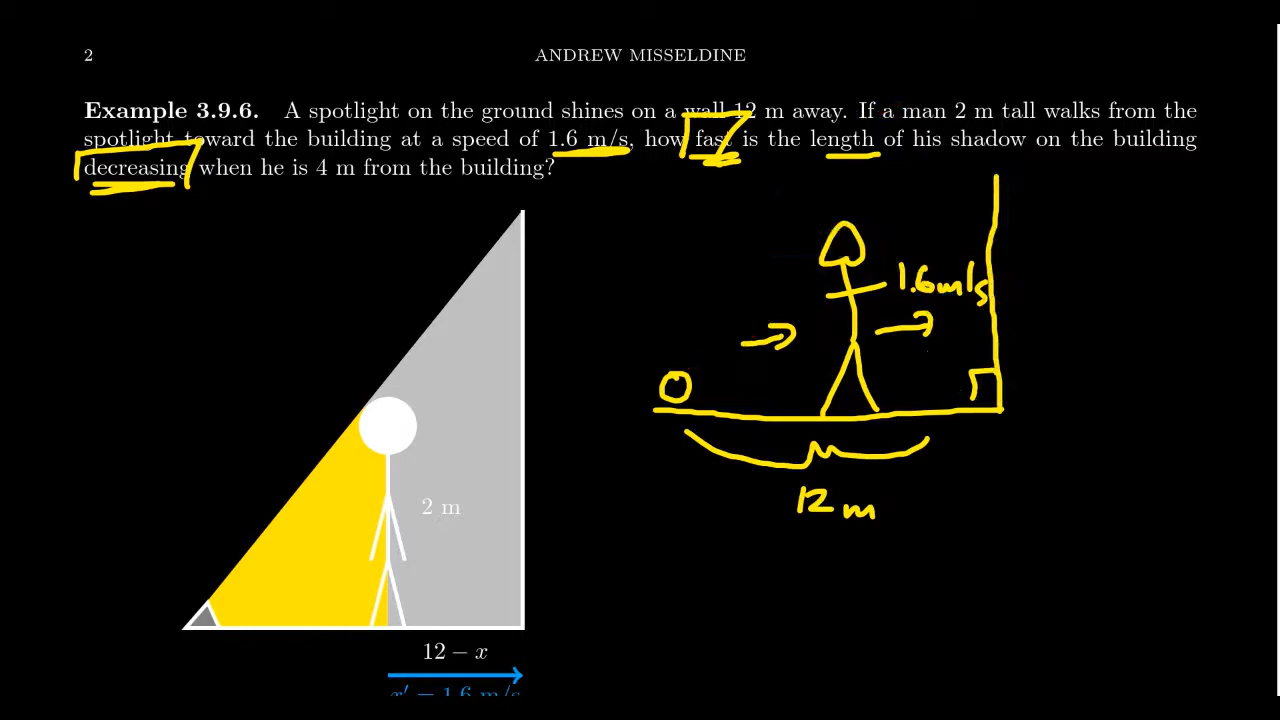 2
ANDREW MISSELDINE
Example 3.9.6. A spotlight on the ground shines on a wall 12 m away. If a man 2 m tall walks from the
spotlight toward the building at a speed of 1.6 m/s, how fast is the length of his shadow on the building
decreasing when he is 4 m from the building?
1.6m/s
2 m
12 m
12 − x
x′ = 1.6 m/s